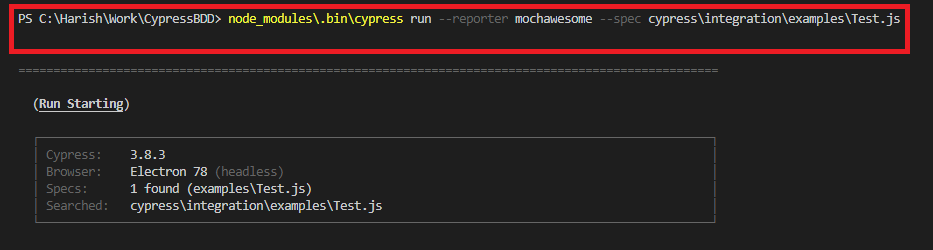 PS C:\Harish\Work\CypressBDD> node_modules\.bin\cypress run --reporter mochawesome --spec cypress\integration\examples\Test.js
====================================================================================================
(Run Starting)
Cypress: 3.8.3
Browser: Electron 78 (headless)
Specs: 1 found (examples\Test.js)
Searched: cypress\integration\examples\Test.js